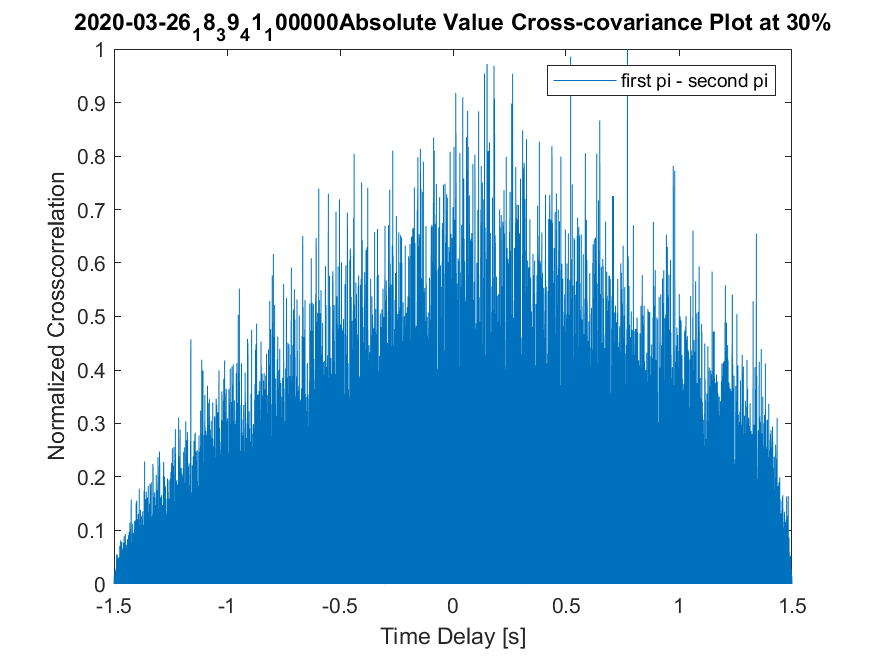 2020-03-26₁8₃9₄1₁00000Absolute Value Cross-covariance Plot at 30%
first pi - second pi
Normalized Crosscorrelation
1
0.9
0.8
0.7
0.6
0.5
0.4
0.3
0.2
0.1
0
-1.5 -1 -0.5 0 0.5 1 1.5
Time Delay [s]